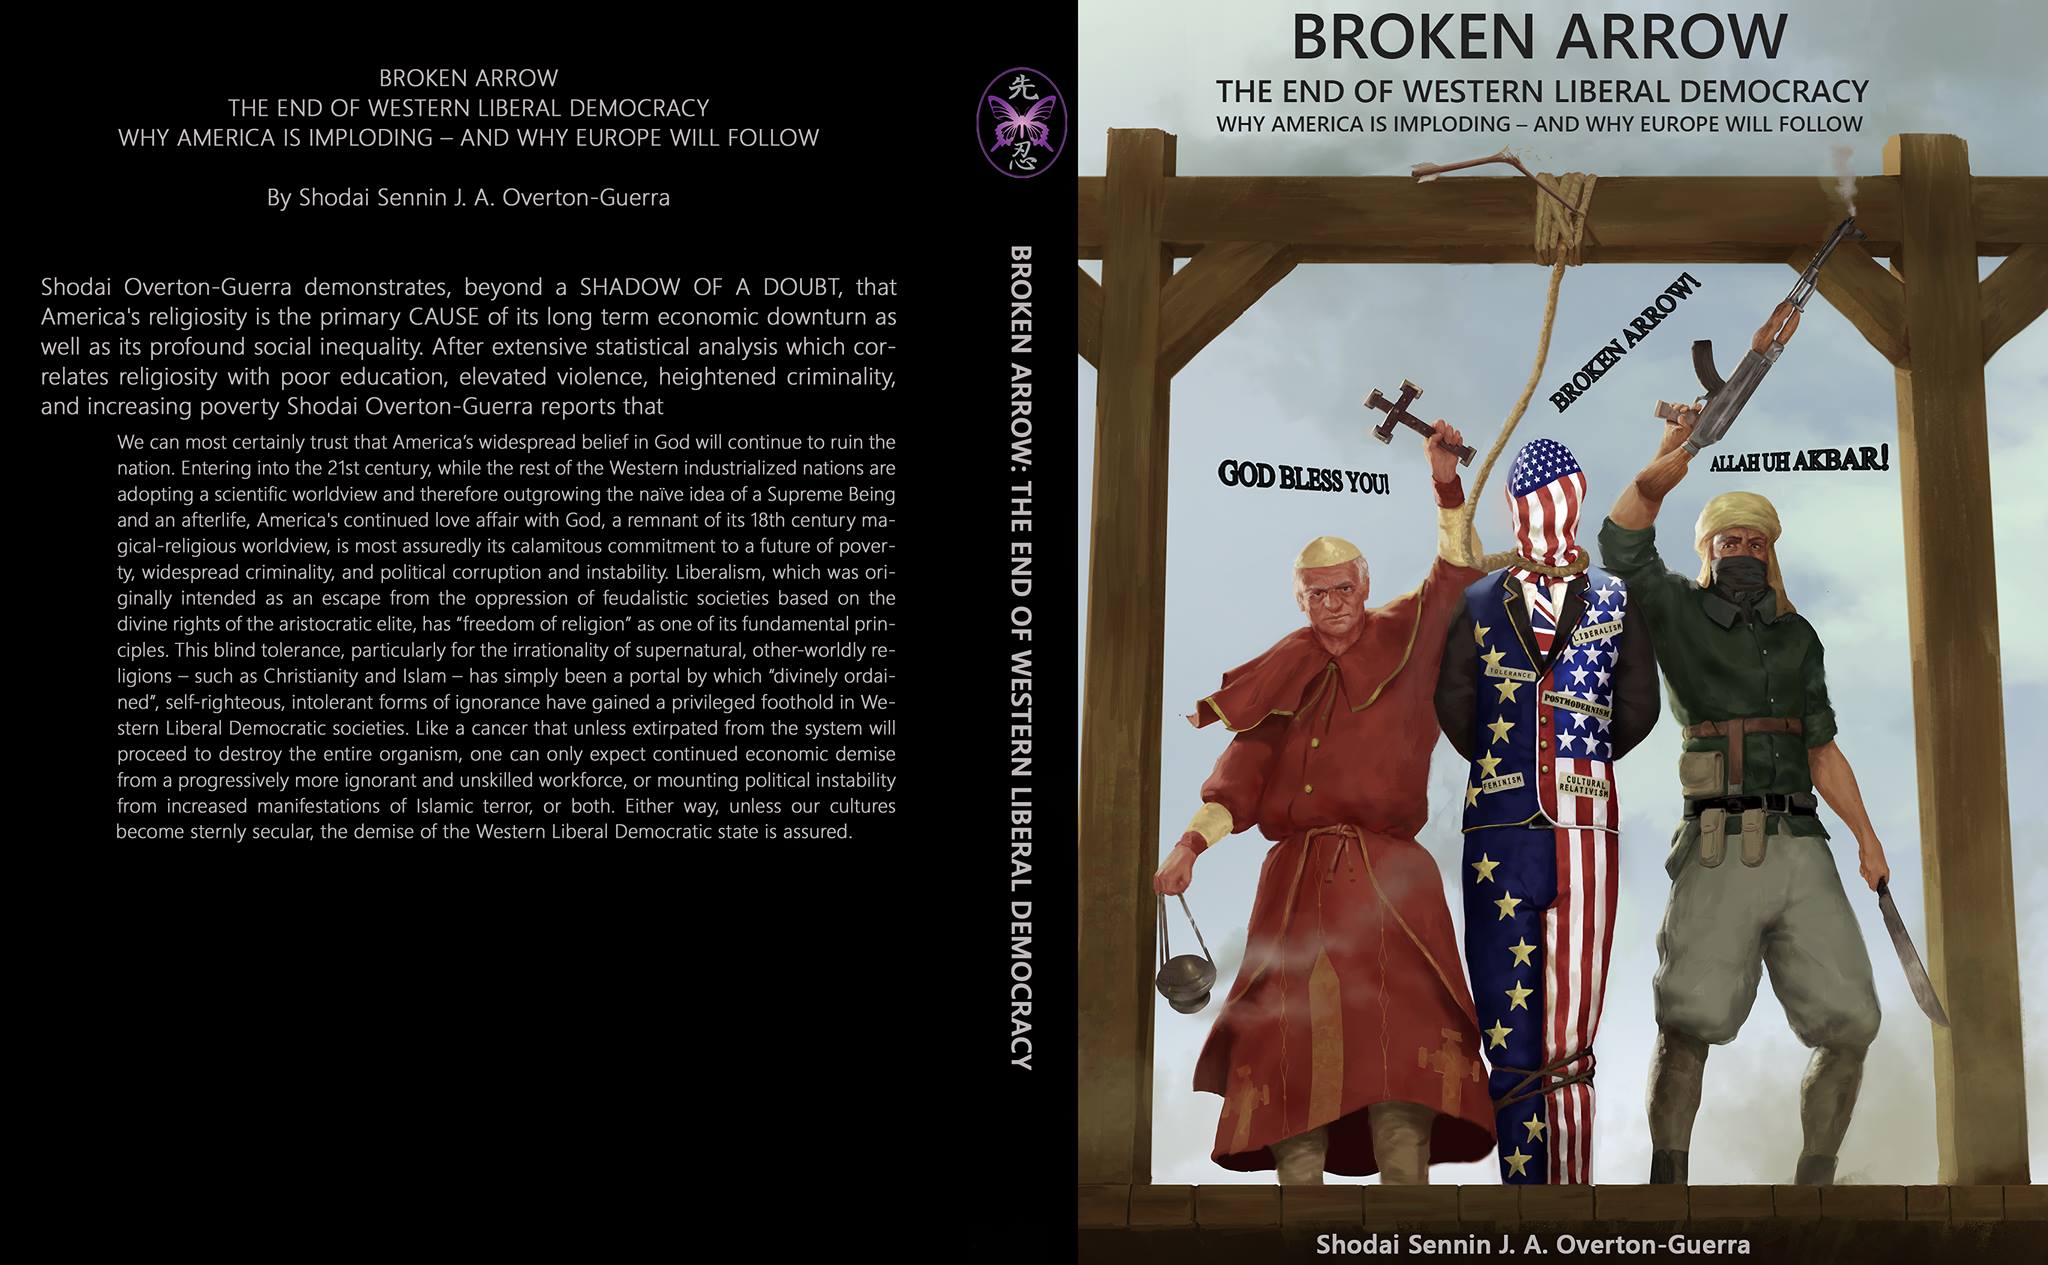 BROKEN ARROW
THE END OF WESTERN LIBERAL DEMOCRACY
WHY AMERICA IS IMPLODING – AND WHY EUROPE WILL FOLLOW
By Shodai Sennin J. A. Overton-Guerra
Shodai Overton-Guerra demonstrates, beyond a SHADOW OF A DOUBT, that
America's religiosity is the primary CAUSE of its long term economic downturn as
well as its profound social inequality. After extensive statistical analysis which cor-
relates religiosity with poor education, elevated violence, heightened criminality,
and increasing poverty Shodai Overton-Guerra reports that
We can most certainly trust that America's widespread belief in God will continue to ruin the
nation. Entering into the 21st century, while the rest of the Western industrialized nations are
adopting a scientific worldview and therefore outgrowing the naïve idea of a Supreme Being
and an afterlife, America's continued love affair with God, a remnant of its 18th century ma-
gical-religious worldview, is most assuredly its calamitous commitment to a future of pover-
ty, widespread criminality, and political corruption and instability. Liberalism, which was ori-
ginally intended as an escape from the oppression of feudalistic societies based on the
divine rights of the aristocratic elite, has "freedom of religion" as one of its fundamental prin-
ciples. This blind tolerance, particularly for the irrationality of supernatural, other-worldly re-
ligions – such as Christianity and Islam – has simply been a portal by which "divinely ordai-
ned", self-righteous, intolerant forms of ignorance have gained a privileged foothold in We-
stern Liberal Democratic societies. Like a cancer that unless extirpated from the system will
proceed to destroy the entire organism, one can only expect continued economic demise
from a progressively more ignorant and unskilled workforce, or mounting political instability
from increased manifestations of Islamic terror, or both. Either way, unless our cultures
become sternly secular, the demise of the Western Liberal Democratic state is assured.
先
忍
BROKEN ARROW: THE END OF WESTERN LIBERAL DEMOCRACY
BROKEN ARROW
THE END OF WESTERN LIBERAL DEMOCRACY
WHY AMERICA IS IMPLODING – AND WHY EUROPE WILL FOLLOW
BROKEN ARROW!
GOD BLESS YOU!
ALLAH UH AKBAR!
LIBERALISM
TOLERANCE
POSTMODERNISM
FEMINISM
CULTURAL
RELATIVISM
Shodai Sennin J. A. Overton-Guerra